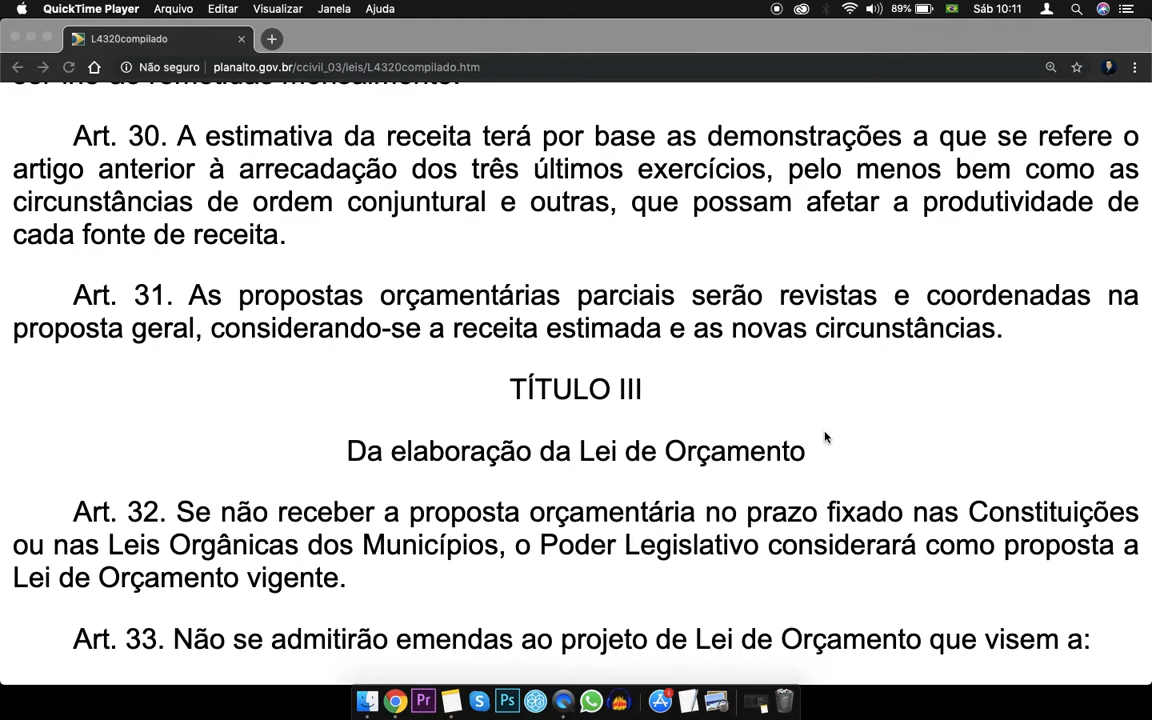 QuickTime Player Arquivo Editar Visualizar Janela Ajuda 89% Sáb 10:11
L4320compilado
Não seguro planalto.gov.br/ccivil_03/leis/L4320compilado.htm
Art. 30. A estimativa da receita terá por base as demonstrações a que se refere o
artigo anterior à arrecadação dos três últimos exercícios, pelo menos bem como as
circunstâncias de ordem conjuntural e outras, que possam afetar a produtividade de
cada fonte de receita.
Art. 31. As propostas orçamentárias parciais serão revistas e coordenadas na
proposta geral, considerando-se a receita estimada e as novas circunstâncias.
TÍTULO III
Da elaboração da Lei de Orçamento
Art. 32. Se não receber a proposta orçamentária no prazo fixado nas Constituições
ou nas Leis Orgânicas dos Municípios, o Poder Legislativo considerará como proposta a
Lei de Orçamento vigente.
Art. 33. Não se admitirão emendas ao projeto de Lei de Orçamento que visem a:
Pr Ps